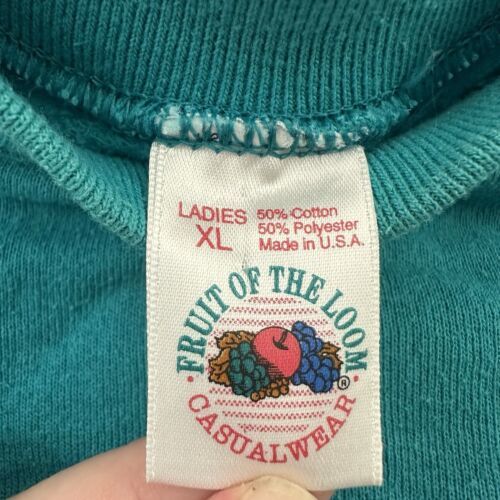 LADIES 50% Cotton
XL 50% Polyester
Made in U.S.A.
· FRUIT OF THE LOOM ·
®
CASUALWEAR